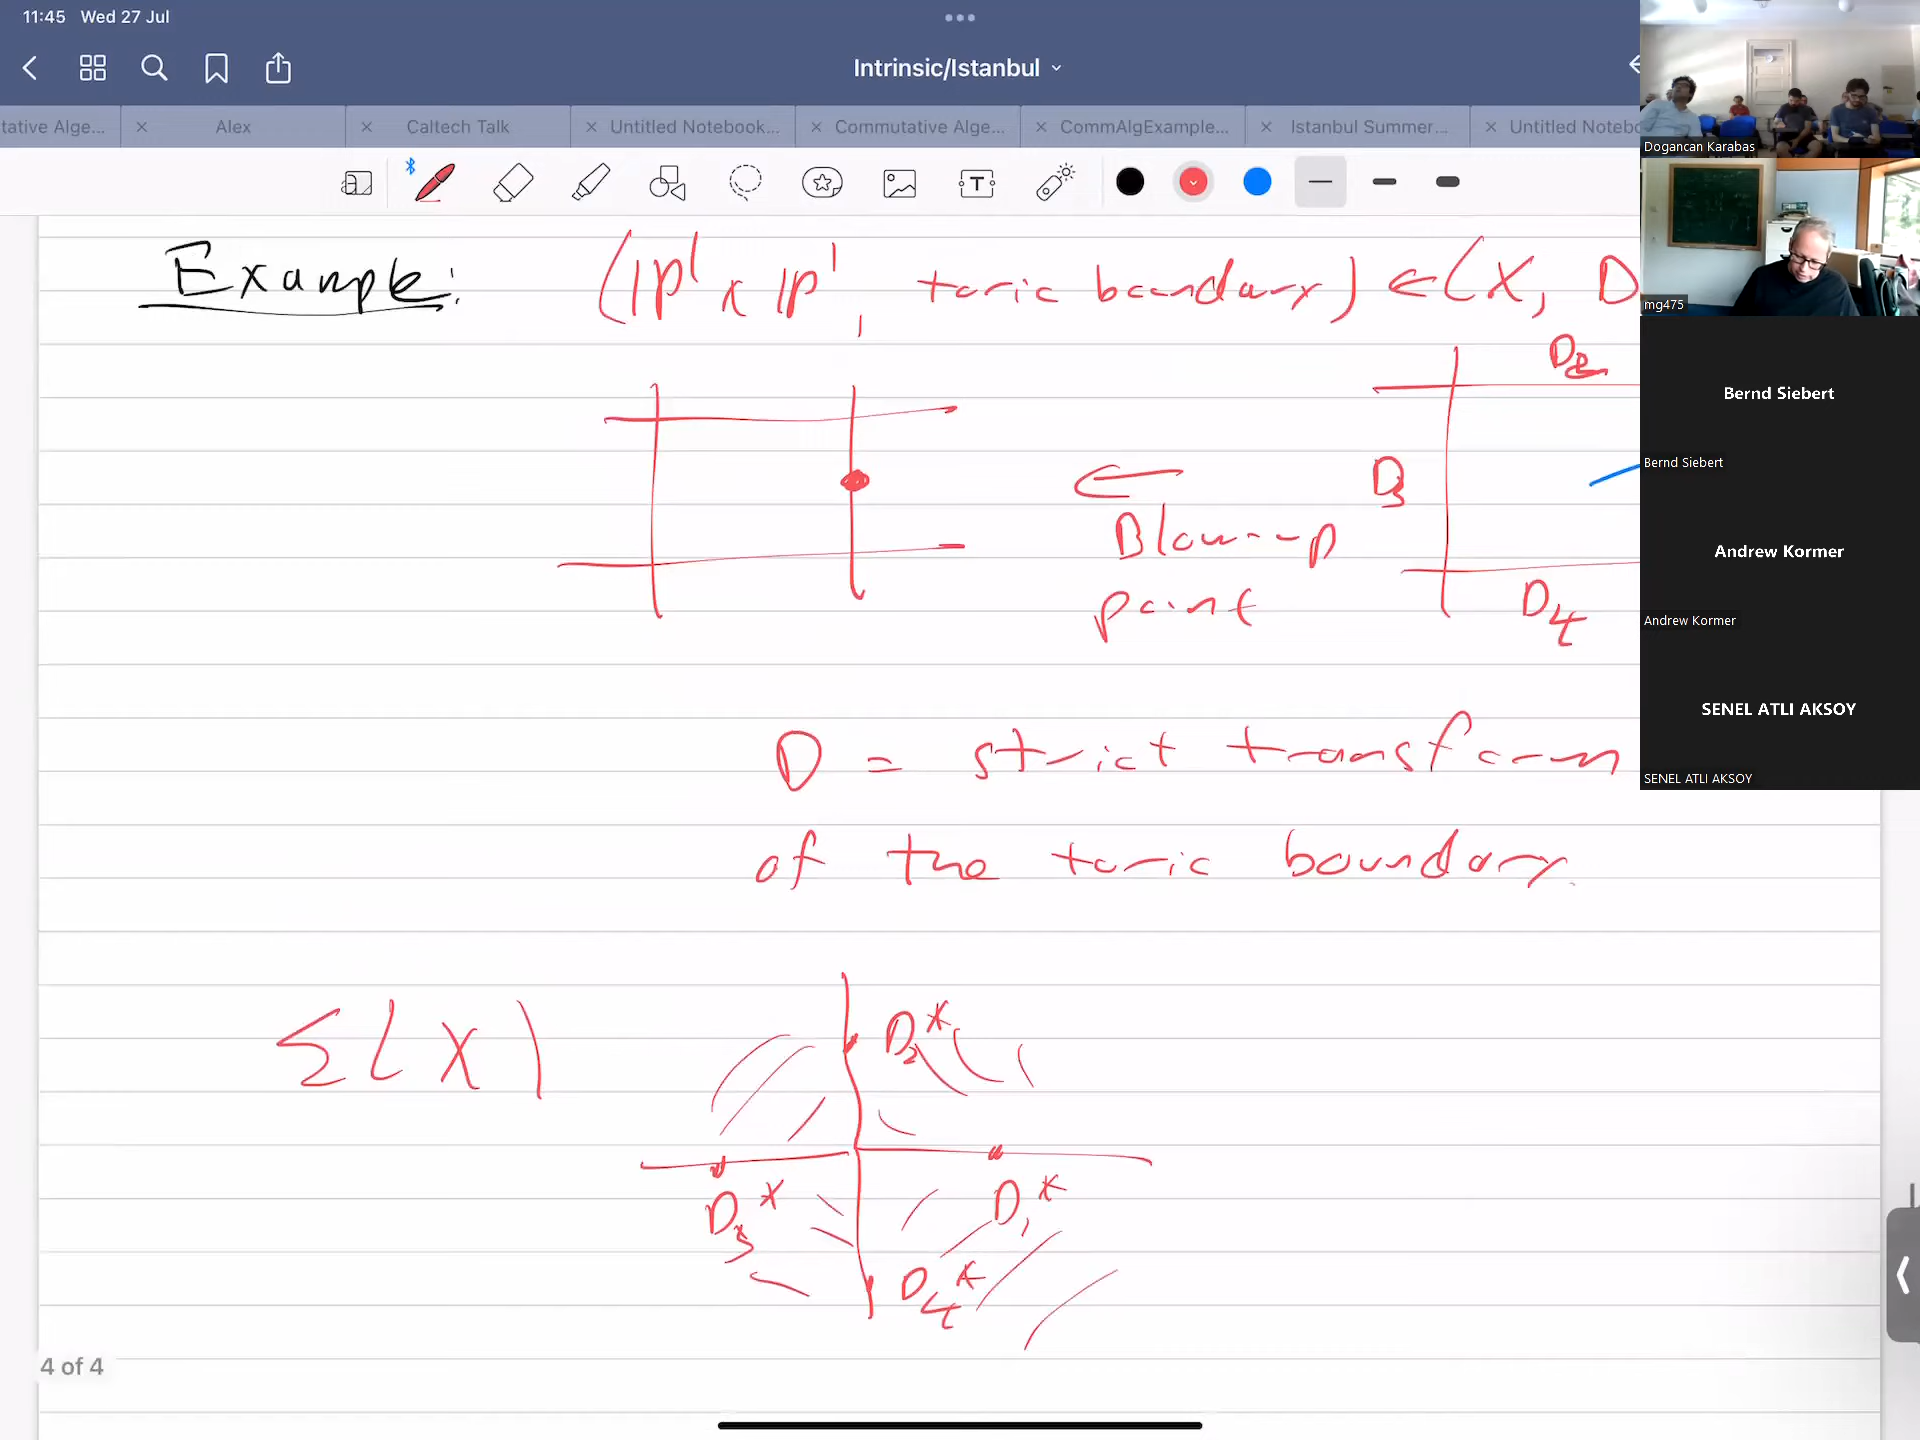 11:45 Wed 27 Jul
Intrinsic/Istanbul
tative Alge...
Alex
Caltech Talk
Untitled Notebook...
Commutative Alge...
CommAlgExample...
Istanbul Summer...
Untitled Notebo
Example: (P¹ x P¹, toric boundary) ← (X, D
D₂
D₃
Blow-up
point
D₄
D = strict transform
of the toric boundary.
Σ(X)
D₂*
D₃*
D₁*
D₄*
4 of 4
Dogancan Karabas
mg475
Bernd Siebert
Bernd Siebert
Andrew Kormer
Andrew Kormer
SENEL ATLI AKSOY
SENEL ATLI AKSOY